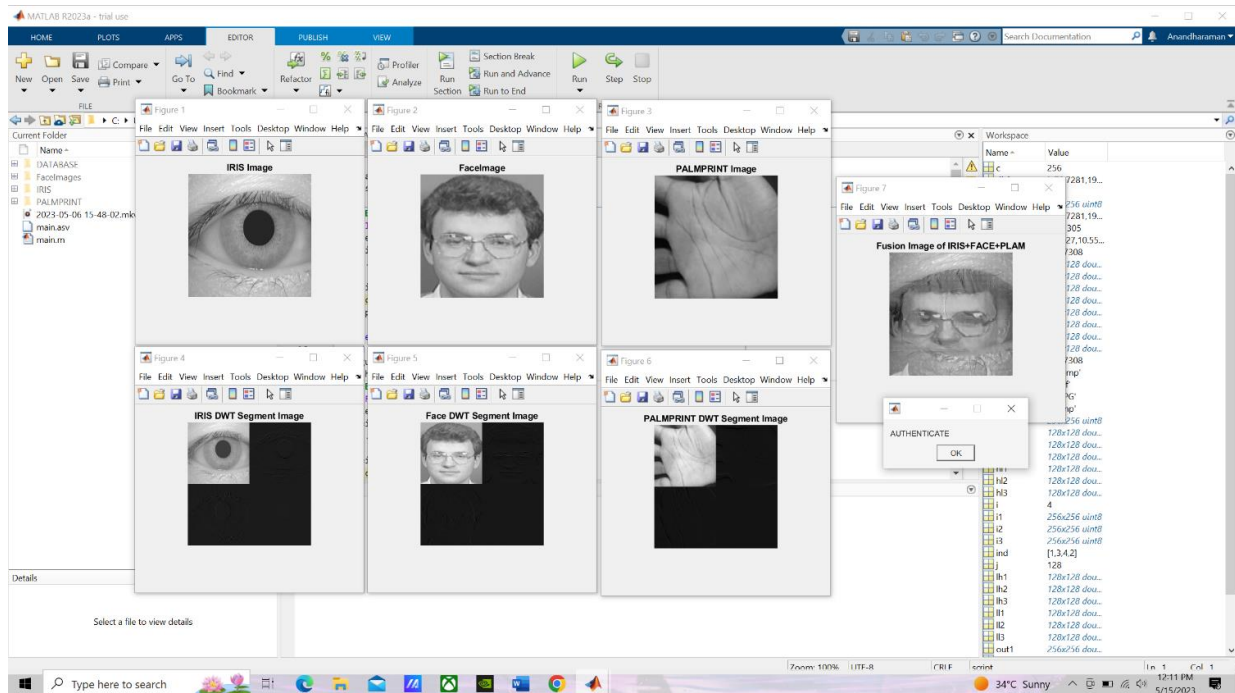 MATLAB R2023a - trial use
HOME PLOTS APPS EDITOR PUBLISH VIEW
Search Documentation Anandharaman
New Open Save Compare Print Go To Find Bookmark Refactor Profiler Analyze Run Section Section Break Run and Advance Run to End Run Step Stop
FILE
C:
Current Folder
Name
DATABASE
FaceImages
IRIS
PALMPRINT
2023-05-06 15-48-02.mk
main.asv
main.m
Details
Select a file to view details
Figure 1
File Edit View Insert Tools Desktop Window Help
IRIS Image
Figure 2
File Edit View Insert Tools Desktop Window Help
FaceImage
Figure 3
File Edit View Insert Tools Desktop Window Help
PALMPRINT Image
Figure 4
File Edit View Insert Tools Desktop Window Help
IRIS DWT Segment Image
Figure 5
File Edit View Insert Tools Desktop Window Help
Face DWT Segment Image
Figure 6
File Edit View Insert Tools Desktop Window Help
PALMPRINT DWT Segment Image
Figure 7
File Edit View Insert Tools Desktop Window Help
Fusion Image of IRIS+FACE+PLAM
AUTHENTICATE
OK
Workspace
Name Value
c 256
hl2 128x128 dou...
hl3 128x128 dou...
i 4
i1 256x256 uint8
i2 256x256 uint8
i3 256x256 uint8
ind [1,3,4,2]
j 128
lh1 128x128 dou...
lh2 128x128 dou...
lh3 128x128 dou...
ll1 128x128 dou...
ll2 128x128 dou...
ll3 128x128 dou...
out1 256x256 dou...
Zoom: 100% UTF-8 CRLF script Ln 1 Col 1
Type here to search
34°C Sunny
12:11 PM
5/15/2023